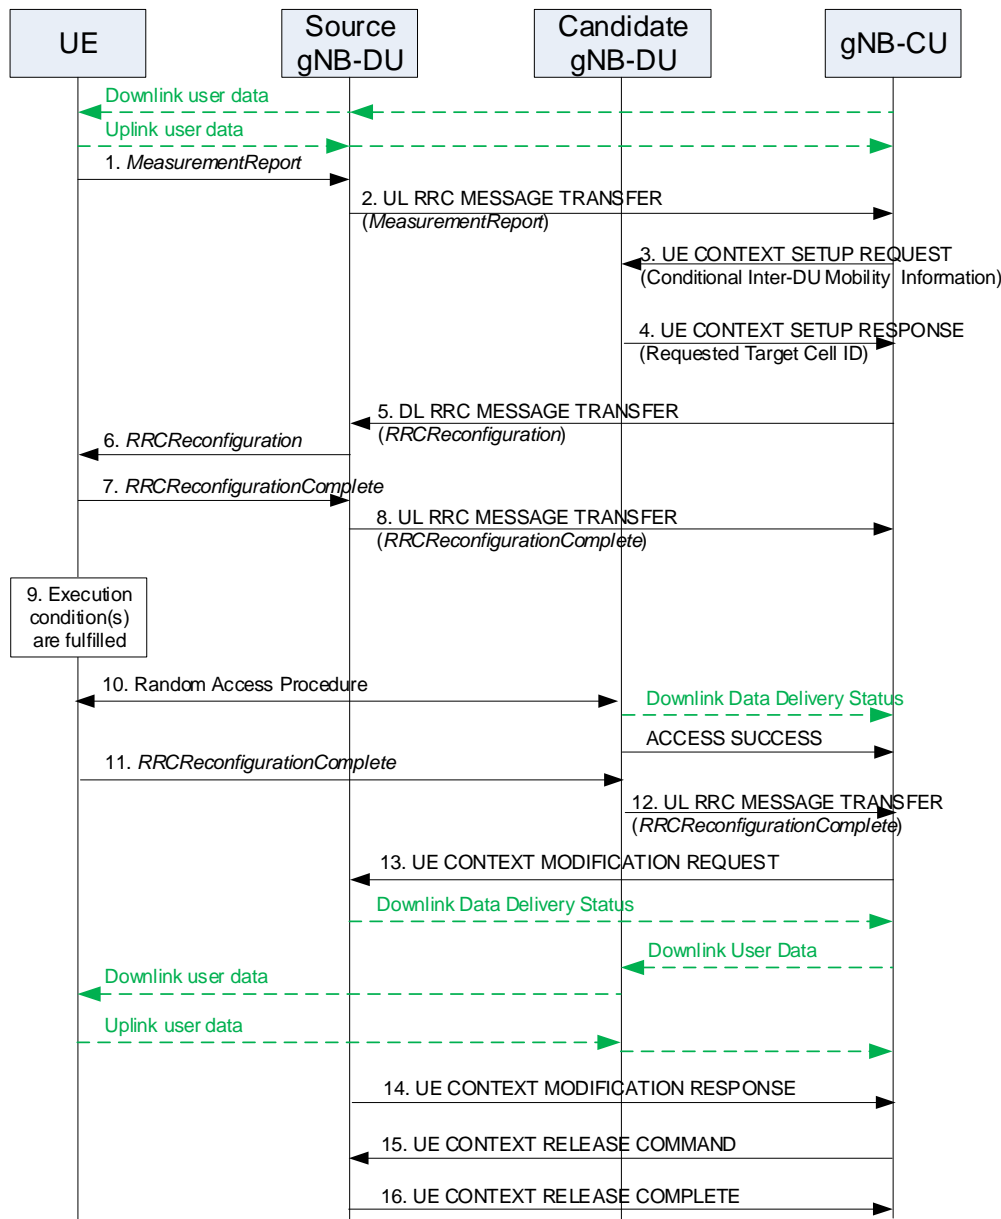 UE
Source
gNB-DU
Candidate
gNB-DU
gNB-CU
Downlink user data
Uplink user data
1. MeasurementReport
2. UL RRC MESSAGE TRANSFER
(MeasurementReport)
3. UE CONTEXT SETUP REQUEST
(Conditional Inter-DU Mobility Information)
4. UE CONTEXT SETUP RESPONSE
(Requested Target Cell ID)
5. DL RRC MESSAGE TRANSFER
(RRCReconfiguration)
6. RRCReconfiguration
7. RRCReconfigurationComplete
8. UL RRC MESSAGE TRANSFER
(RRCReconfigurationComplete)
9. Execution
condition(s)
are fulfilled
10. Random Access Procedure
Downlink Data Delivery Status
ACCESS SUCCESS
11. RRCReconfigurationComplete
12. UL RRC MESSAGE TRANSFER
(RRCReconfigurationComplete)
13. UE CONTEXT MODIFICATION REQUEST
Downlink Data Delivery Status
Downlink User Data
Downlink user data
Uplink user data
14. UE CONTEXT MODIFICATION RESPONSE
15. UE CONTEXT RELEASE COMMAND
16. UE CONTEXT RELEASE COMPLETE